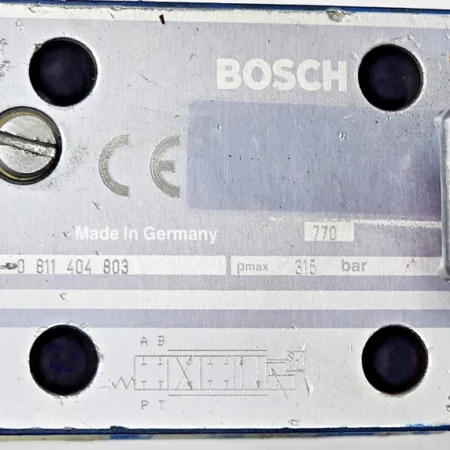 BOSCH
CE
Made in Germany 770
0 811 404 803 pmax 315 bar
A B
P T